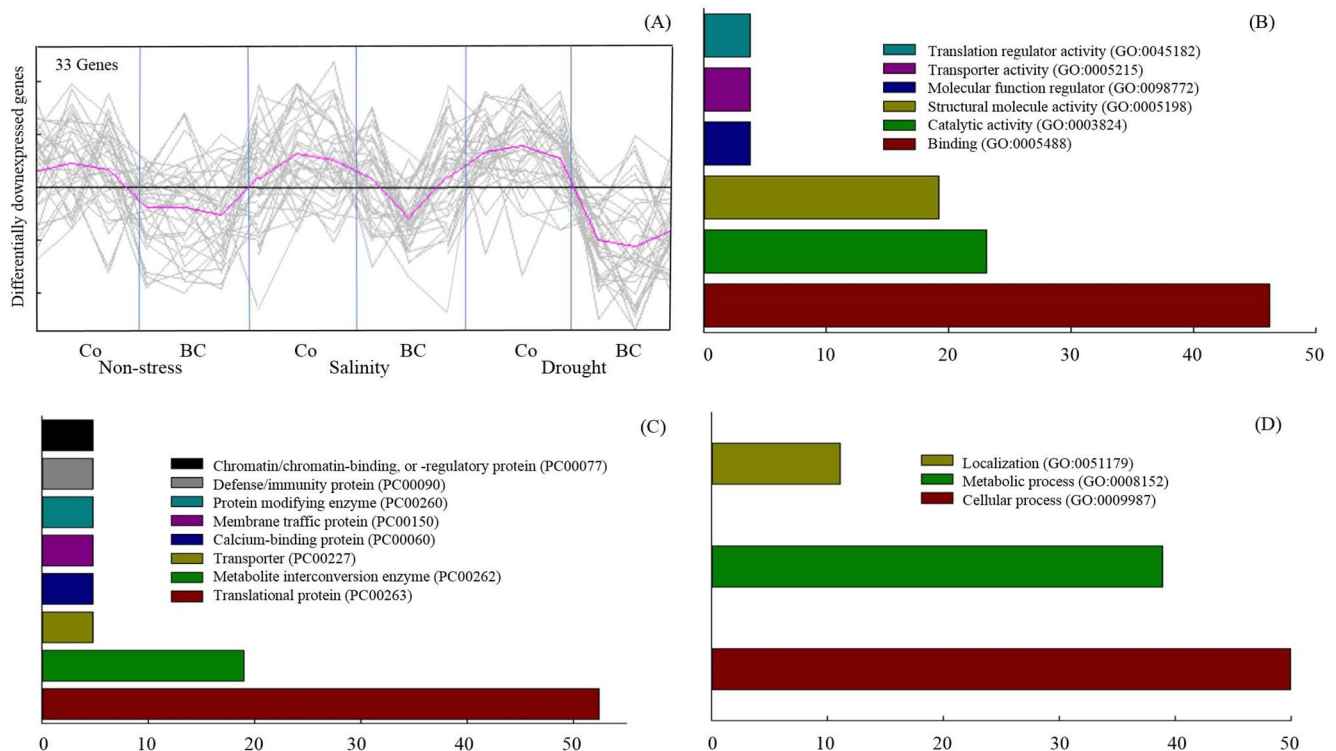 (A)
33 Genes
Differentially downexpressed genes
Co BC Co BC Co BC
Non-stress Salinity Drought
(B)
Translation regulator activity (GO:0045182)
Transporter activity (GO:0005215)
Molecular function regulator (GO:0098772)
Structural molecule activity (GO:0005198)
Catalytic activity (GO:0003824)
Binding (GO:0005488)
0 10 20 30 40 50
(C)
Chromatin/chromatin-binding, or -regulatory protein (PC00077)
Defense/immunity protein (PC00090)
Protein modifying enzyme (PC00260)
Membrane traffic protein (PC00150)
Calcium-binding protein (PC00060)
Transporter (PC00227)
Metabolite interconversion enzyme (PC00262)
Translational protein (PC00263)
0 10 20 30 40 50
(D)
Localization (GO:0051179)
Metabolic process (GO:0008152)
Cellular process (GO:0009987)
0 10 20 30 40 50